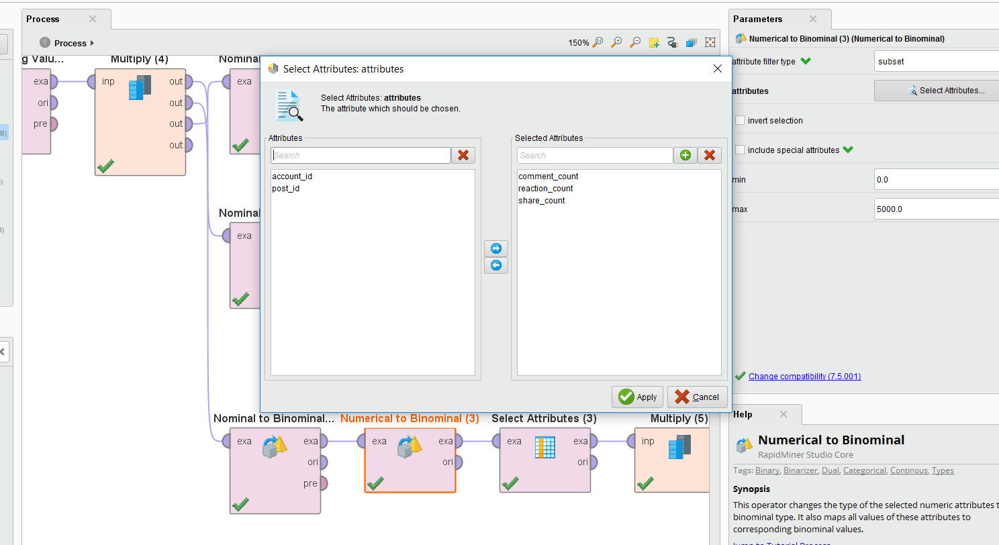 Process
Process
150%
g Valu...
exa
ori
pre
Multiply (4)
inp
out
out
out
out
Nominal
exa
Nominal
exa
B)
)
3)
Select Attributes: attributes
Select Attributes: attributes
The attribute which should be chosen.
Attributes
Search
account_id
post_id
Selected Attributes
Search
comment_count
reaction_count
share_count
Apply
Cancel
Nominal to Binominal...
exa
exa
ori
pre
Numerical to Binominal (3)
exa
exa
ori
Select Attributes (3)
exa
exa
ori
Multiply (5)
inp
Parameters
Numerical to Binominal (3) (Numerical to Binominal)
attribute filter type
subset
attributes
Select Attributes...
invert selection
include special attributes
min
0.0
max
5000.0
Change compatibility (7.5.001)
Help
Numerical to Binominal
RapidMiner Studio Core
Tags: Binary, Binarizer, Dual, Categorical, Continous, Types
Synopsis
This operator changes the type of the selected numeric attributes t
binominal type. It also maps all values of these attributes to
corresponding binominal values.
Jump to Tutorial Process